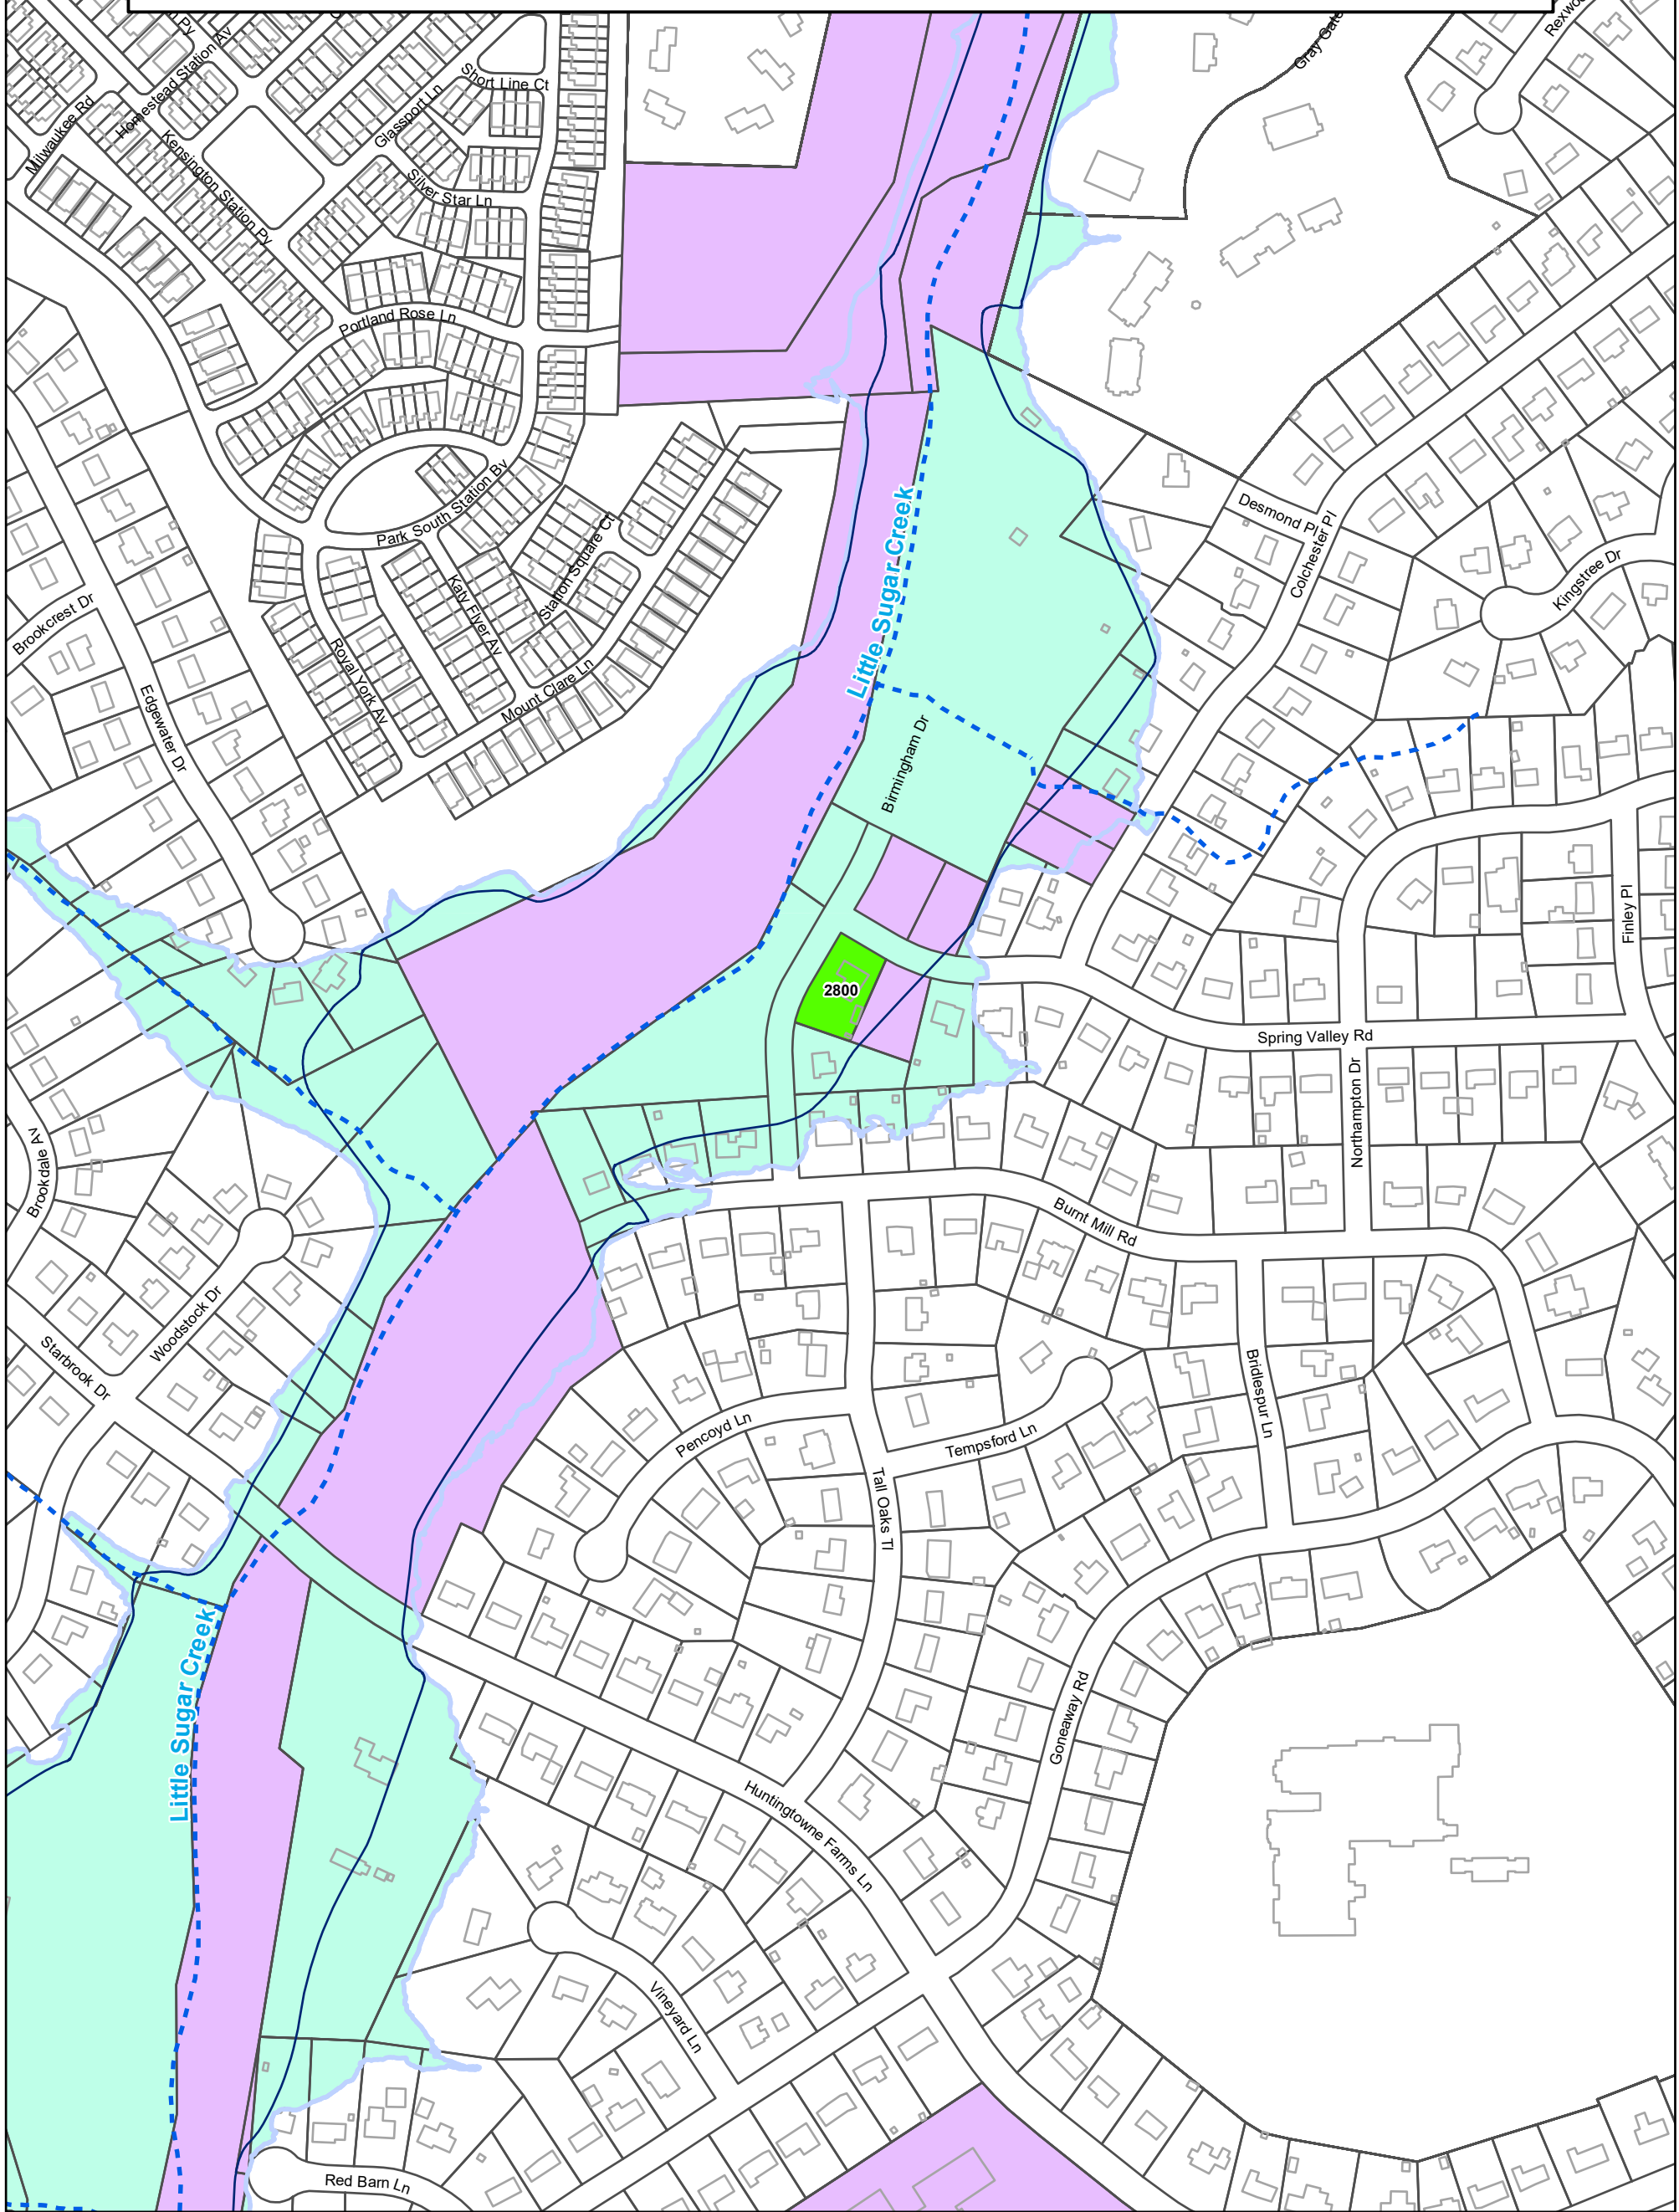 Py
Homestead Station Av
Milwaukee Rd
Kensington Station Py
Short Line Ct
Glassport Ln
Silver Star Ln
Portland Rose Ln
Gray Gate
Park South Station Bv
Station Square Ct
Katy Flyer Av
Royal York Av
Mount Clare Ln
Little Sugar Creek
Desmond Pl
Colchester Pl
Kingstree Dr
Brookcrest Dr
Edgewater Dr
Birmingham Dr
Finley Pl
2800
Spring Valley Rd
Northampton Dr
Brookdale Av
Burnt Mill Rd
Woodstock Dr
Starbrook Dr
Bridlespur Ln
Pencoyd Ln
Tempsford Ln
Tall Oaks Tl
Little Sugar Creek
Goneaway Rd
Huntingtowne Farms Ln
Vineyard Ln
Red Barn Ln